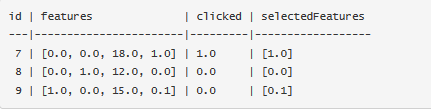 id | features              | clicked | selectedFeatures
---|-----------------------|---------|------------------
 7 | [0.0, 0.0, 18.0, 1.0] | 1.0     | [1.0]
 8 | [0.0, 1.0, 12.0, 0.0] | 0.0     | [0.0]
 9 | [1.0, 0.0, 15.0, 0.1] | 0.0     | [0.1]